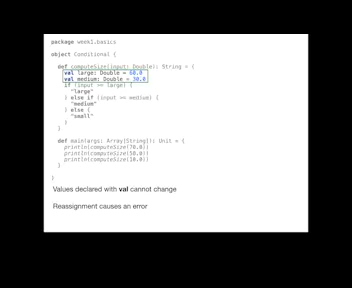 package week1.basics
object Conditional {
def computeSize(input: Double): String = {
val large: Double = 60.0
val medium: Double = 30.0
if (input >= large) {
"large"
} else if (input >= medium) {
"medium"
} else {
"small"
}
}
def main(args: Array[String]): Unit = {
println(computeSize(70.0))
println(computeSize(50.0))
println(computeSize(10.0))
}
}
Values declared with val cannot change
Reassignment causes an error